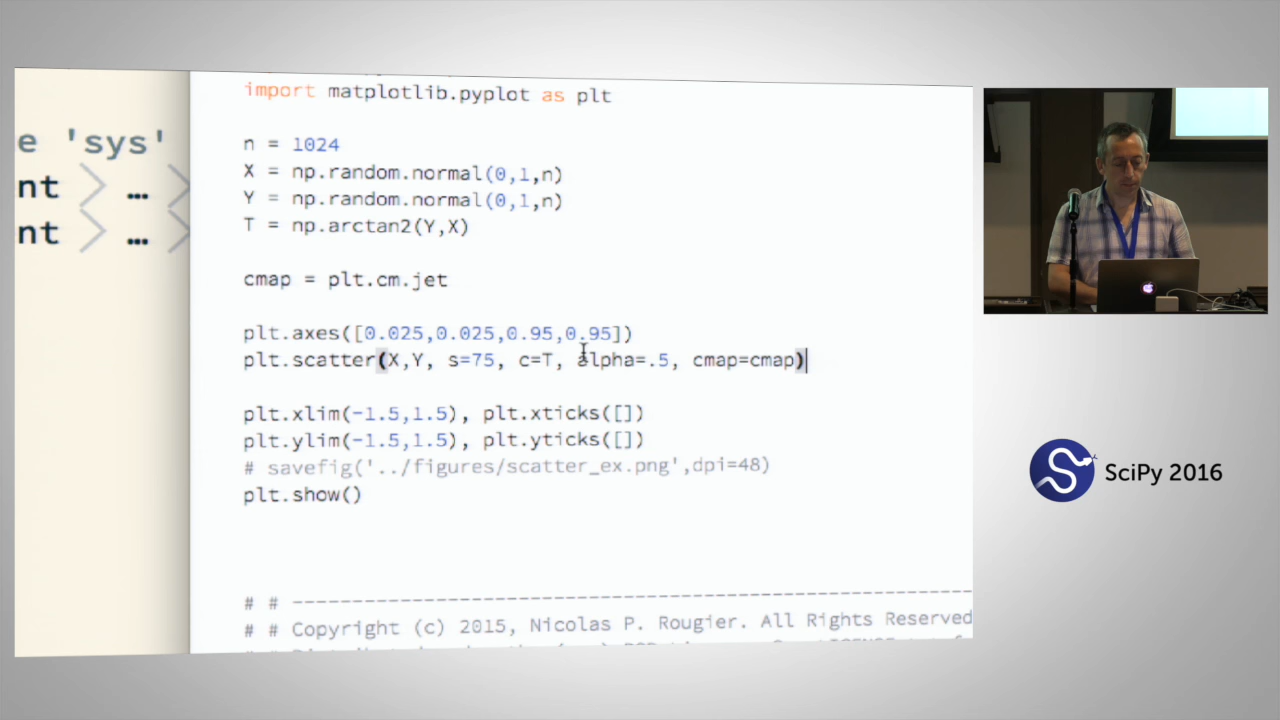 e 'sys'
nt > … >
nt > … >
import matplotlib.pyplot as plt
n = 1024
X = np.random.normal(0,1,n)
Y = np.random.normal(0,1,n)
T = np.arctan2(Y,X)
cmap = plt.cm.jet
plt.axes([0.025,0.025,0.95,0.95])
plt.scatter(X,Y, s=75, c=T, alpha=.5, cmap=cmap)
plt.xlim(-1.5,1.5), plt.xticks([])
plt.ylim(-1.5,1.5), plt.yticks([])
# savefig('../figures/scatter_ex.png',dpi=48)
plt.show()
# # -----------------------------------------------------------
# # Copyright (c) 2015, Nicolas P. Rougier. All Rights Reserved
SciPy 2016